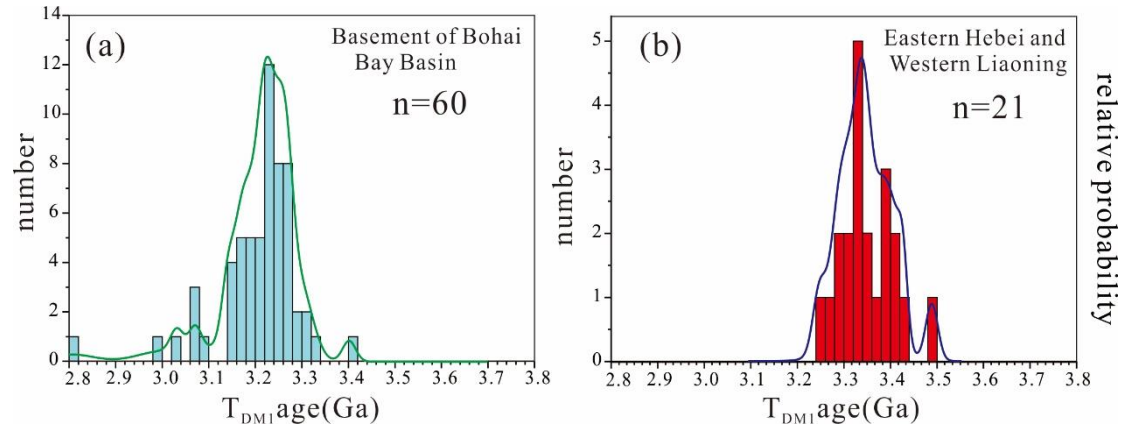 (a)
Basement of Bohai
Bay Basin
n=60
number
14
12
10
8
6
4
2
0
2.8 2.9 3.0 3.1 3.2 3.3 3.4 3.5 3.6 3.7 3.8
T_DM1 age(Ga)
(b)
Eastern Hebei and
Western Liaoning
n=21
number
5
4
3
2
1
0
2.8 2.9 3.0 3.1 3.2 3.3 3.4 3.5 3.6 3.7 3.8
T_DM1 age(Ga)
relative probability